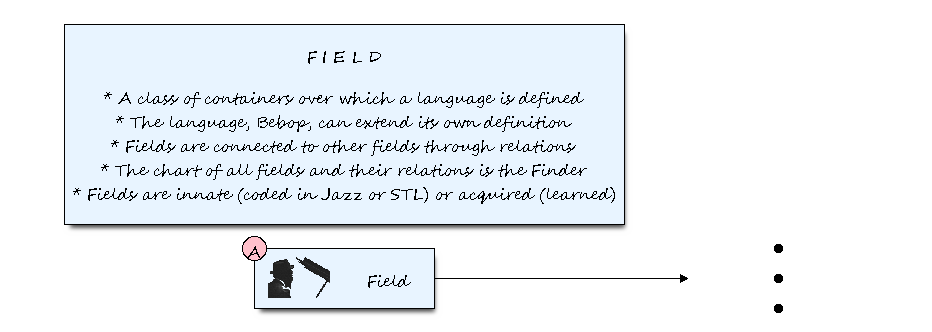 FIELD
* A class of containers over which a language is defined
* The language, Bebop, can extend its own definition
* Fields are connected to other fields through relations
* The chart of all fields and their relations is the Finder
* Fields are innate (coded in Jazz or STL) or acquired (learned)
A
Field